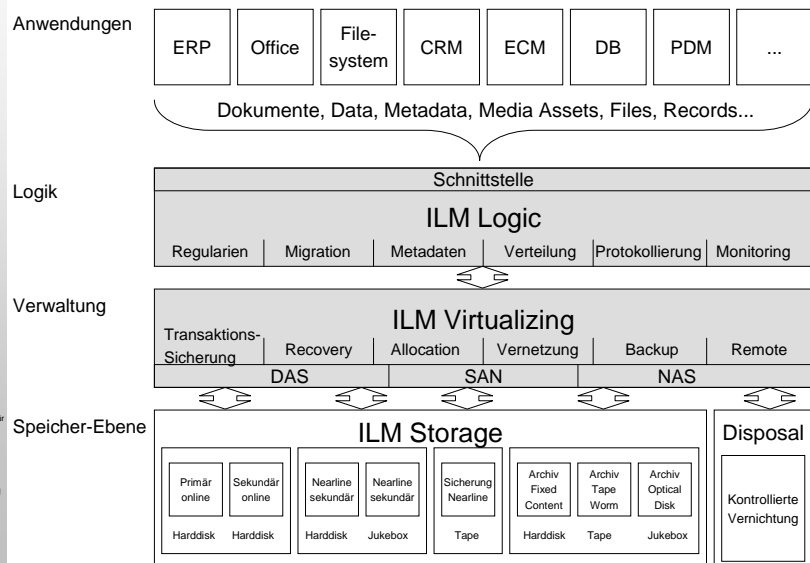 Anwendungen
ERP
Office
File-
system
CRM
ECM
DB
PDM
...
Dokumente, Data, Metadata, Media Assets, Files, Records...
Logik
Schnittstelle
ILM Logic
Regularien
Migration
Metadaten
Verteilung
Protokollierung
Monitoring
Verwaltung
ILM Virtualizing
Transaktions-
Sicherung
Recovery
Allocation
Vernetzung
Backup
Remote
DAS
SAN
NAS
Speicher-Ebene
ILM Storage
Disposal
Primär
online
Sekundär
online
Nearline
sekundär
Nearline
sekundär
Sicherung
Nearline
Archiv
Fixed
Content
Archiv
Tape
Worm
Archiv
Optical
Disk
Kontrollierte
Vernichtung
Harddisk
Harddisk
Harddisk
Jukebox
Tape
Harddisk
Tape
Jukebox